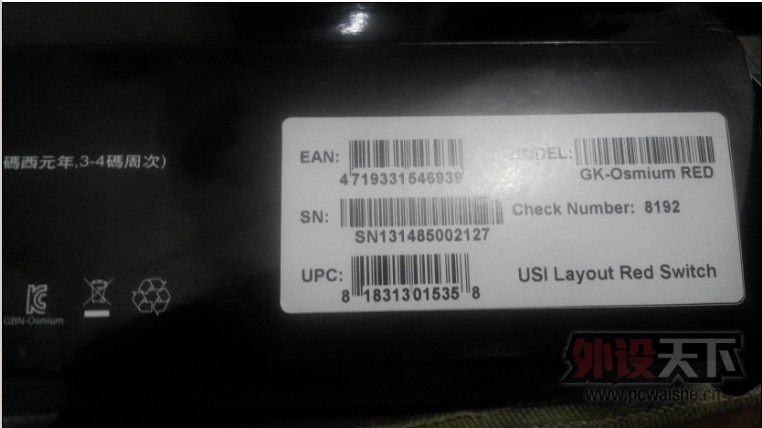 碼西元年,3-4碼周次)
EAN:
4719331546939
MODEL:
GK-Osmium RED
SN:
SN131485002127
Check Number: 8192
UPC:
8 18313 01535 8
USI Layout Red Switch
GBN-Osmium
外设天下
www.pcwaishe.cn